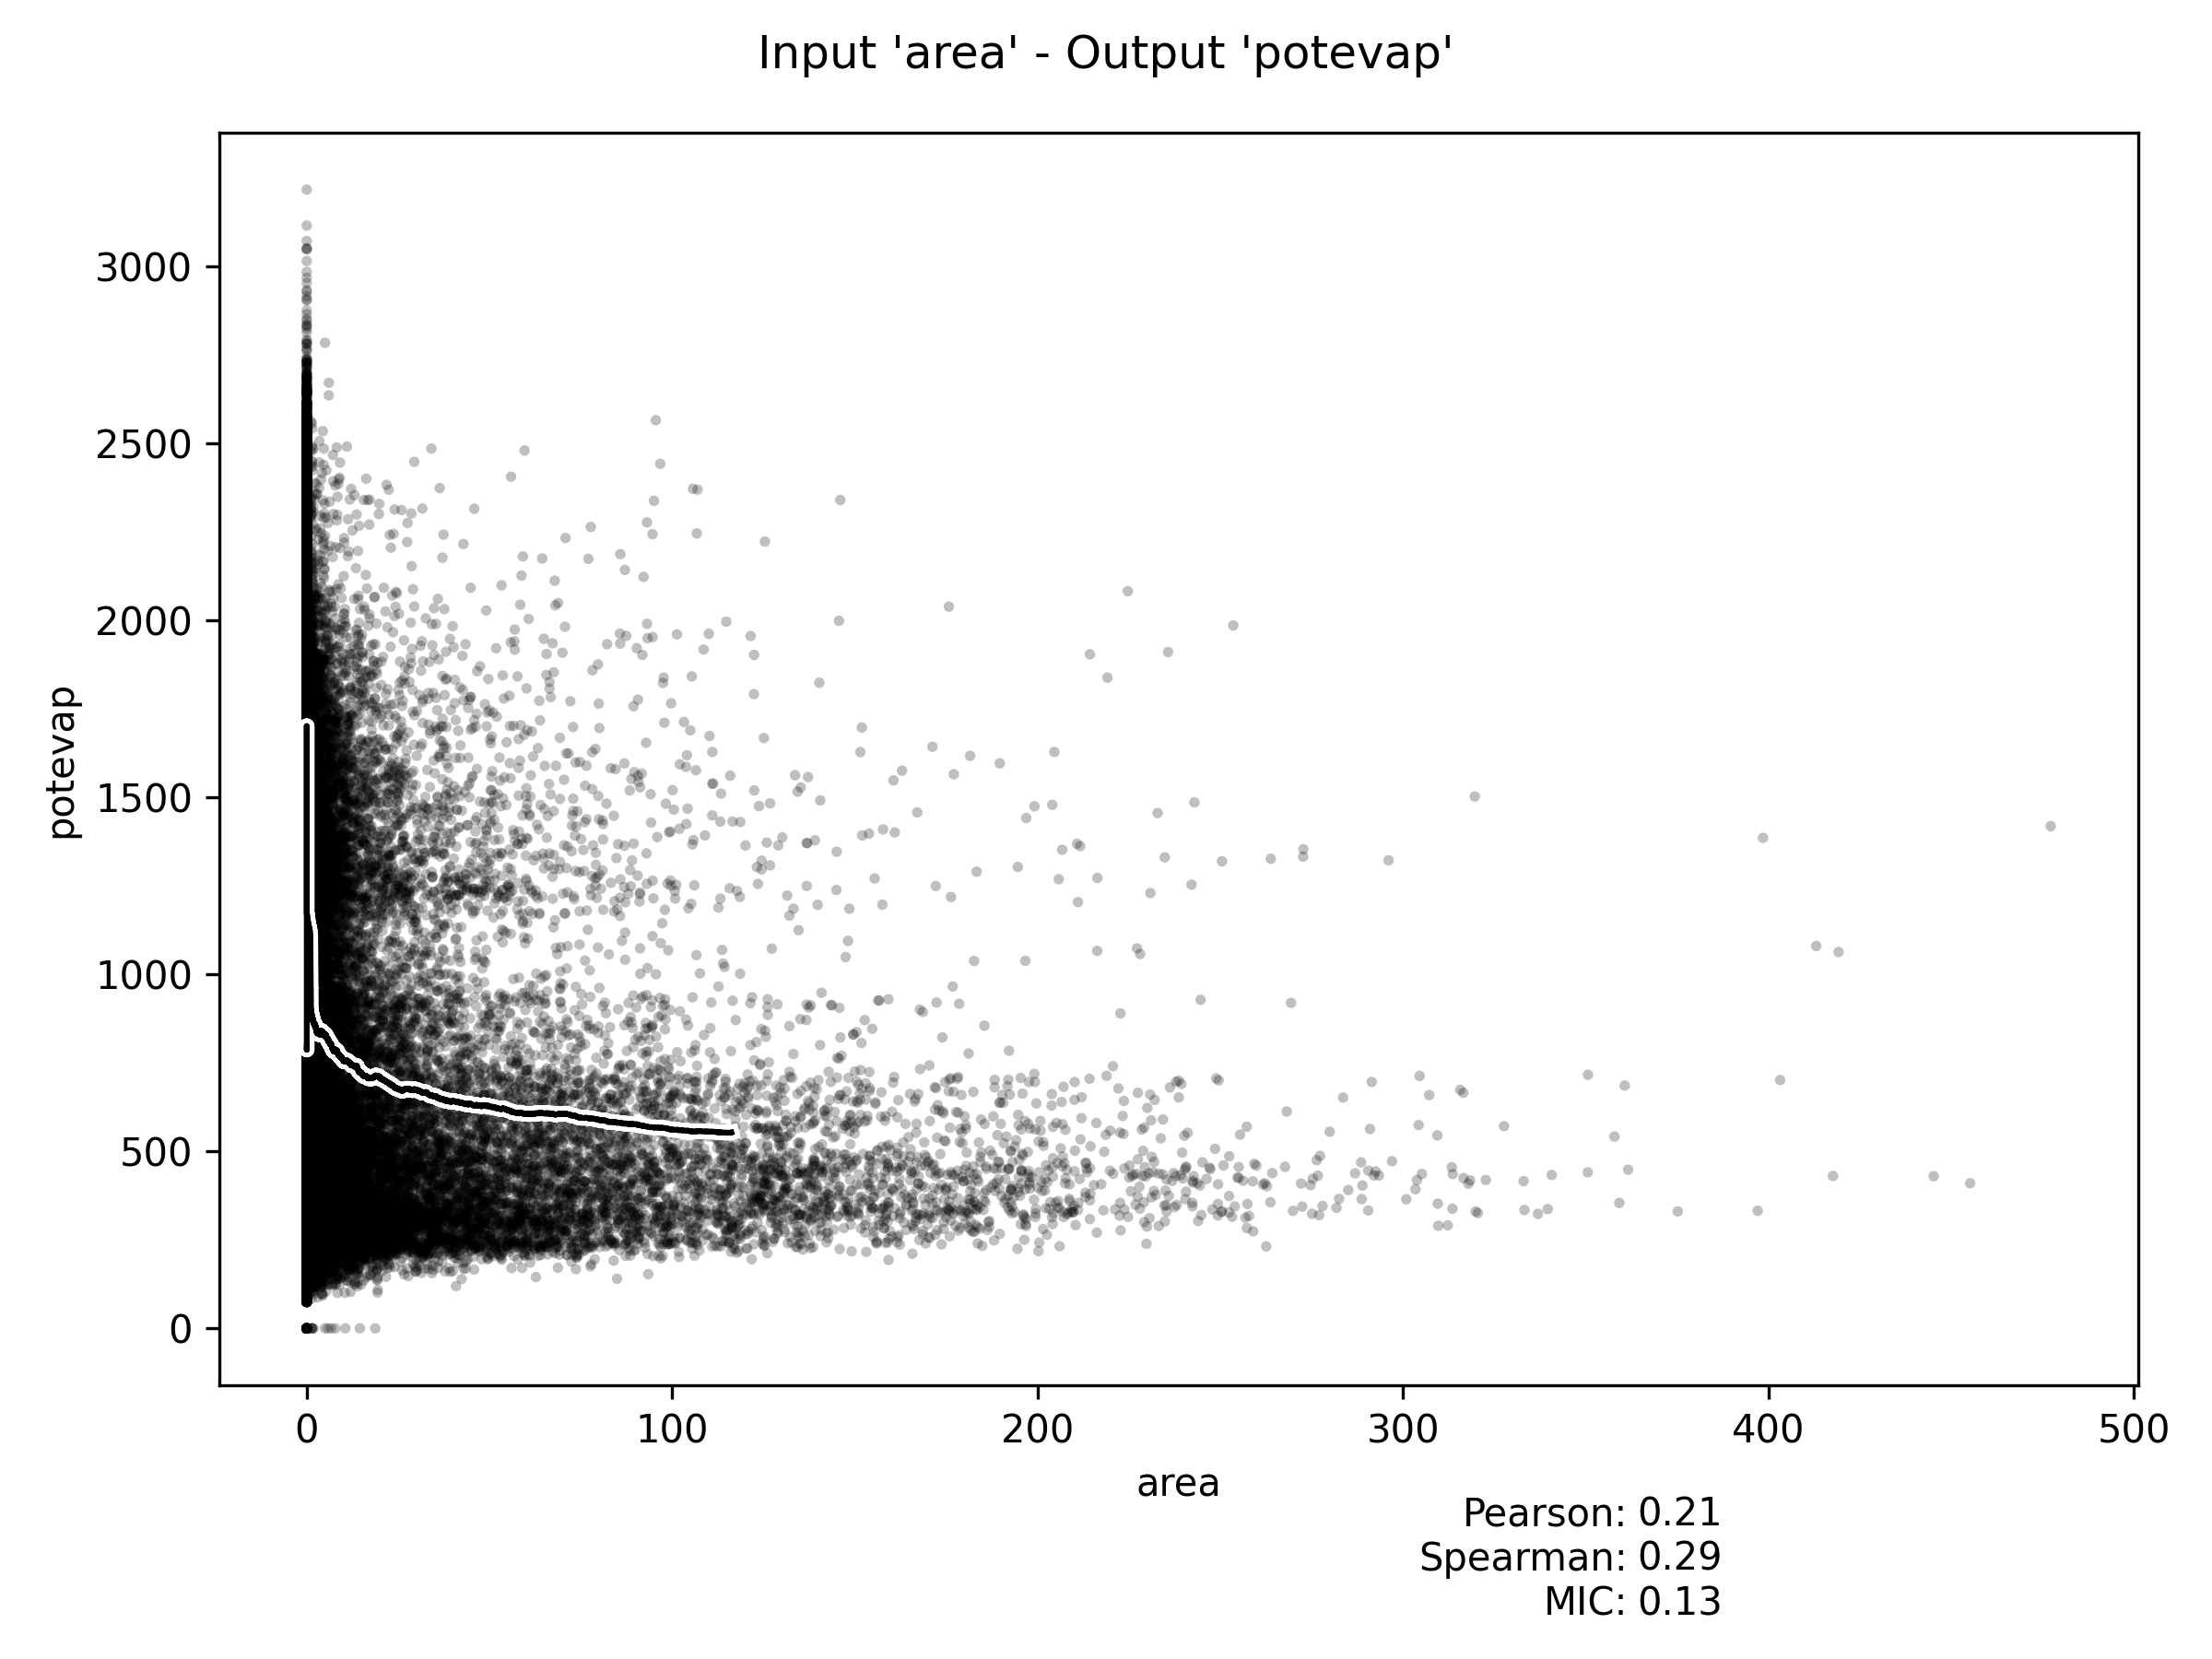 Input 'area' - Output 'potevap'
potevap
3000
2500
2000
1500
1000
500
0
0 100 200 300 400 500
area
Pearson: 0.21
Spearman: 0.29
MIC: 0.13